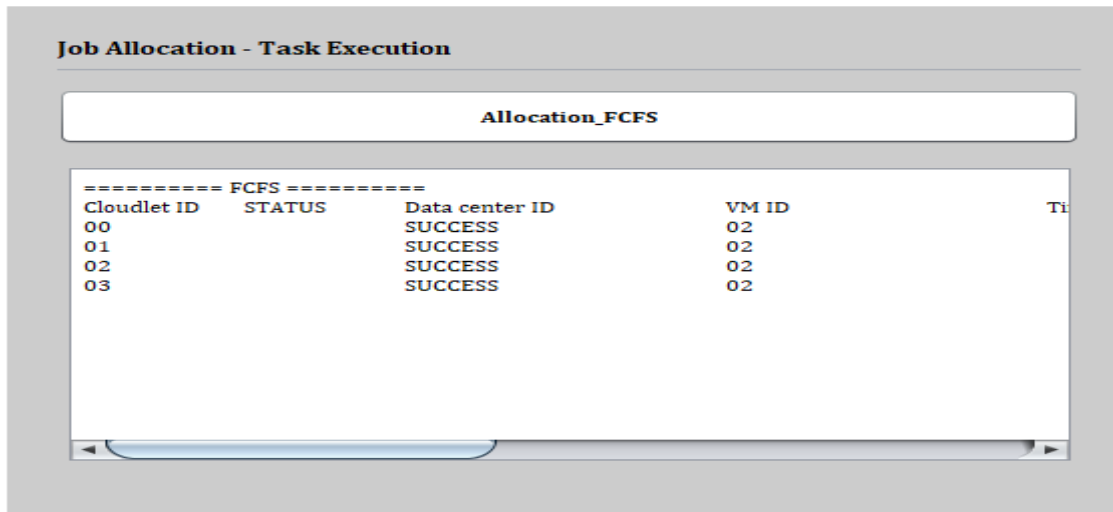 Job Allocation - Task Execution
Allocation_FCFS
========== FCFS ==========
Cloudlet ID STATUS Data center ID VM ID Ti
00 SUCCESS 02
01 SUCCESS 02
02 SUCCESS 02
03 SUCCESS 02